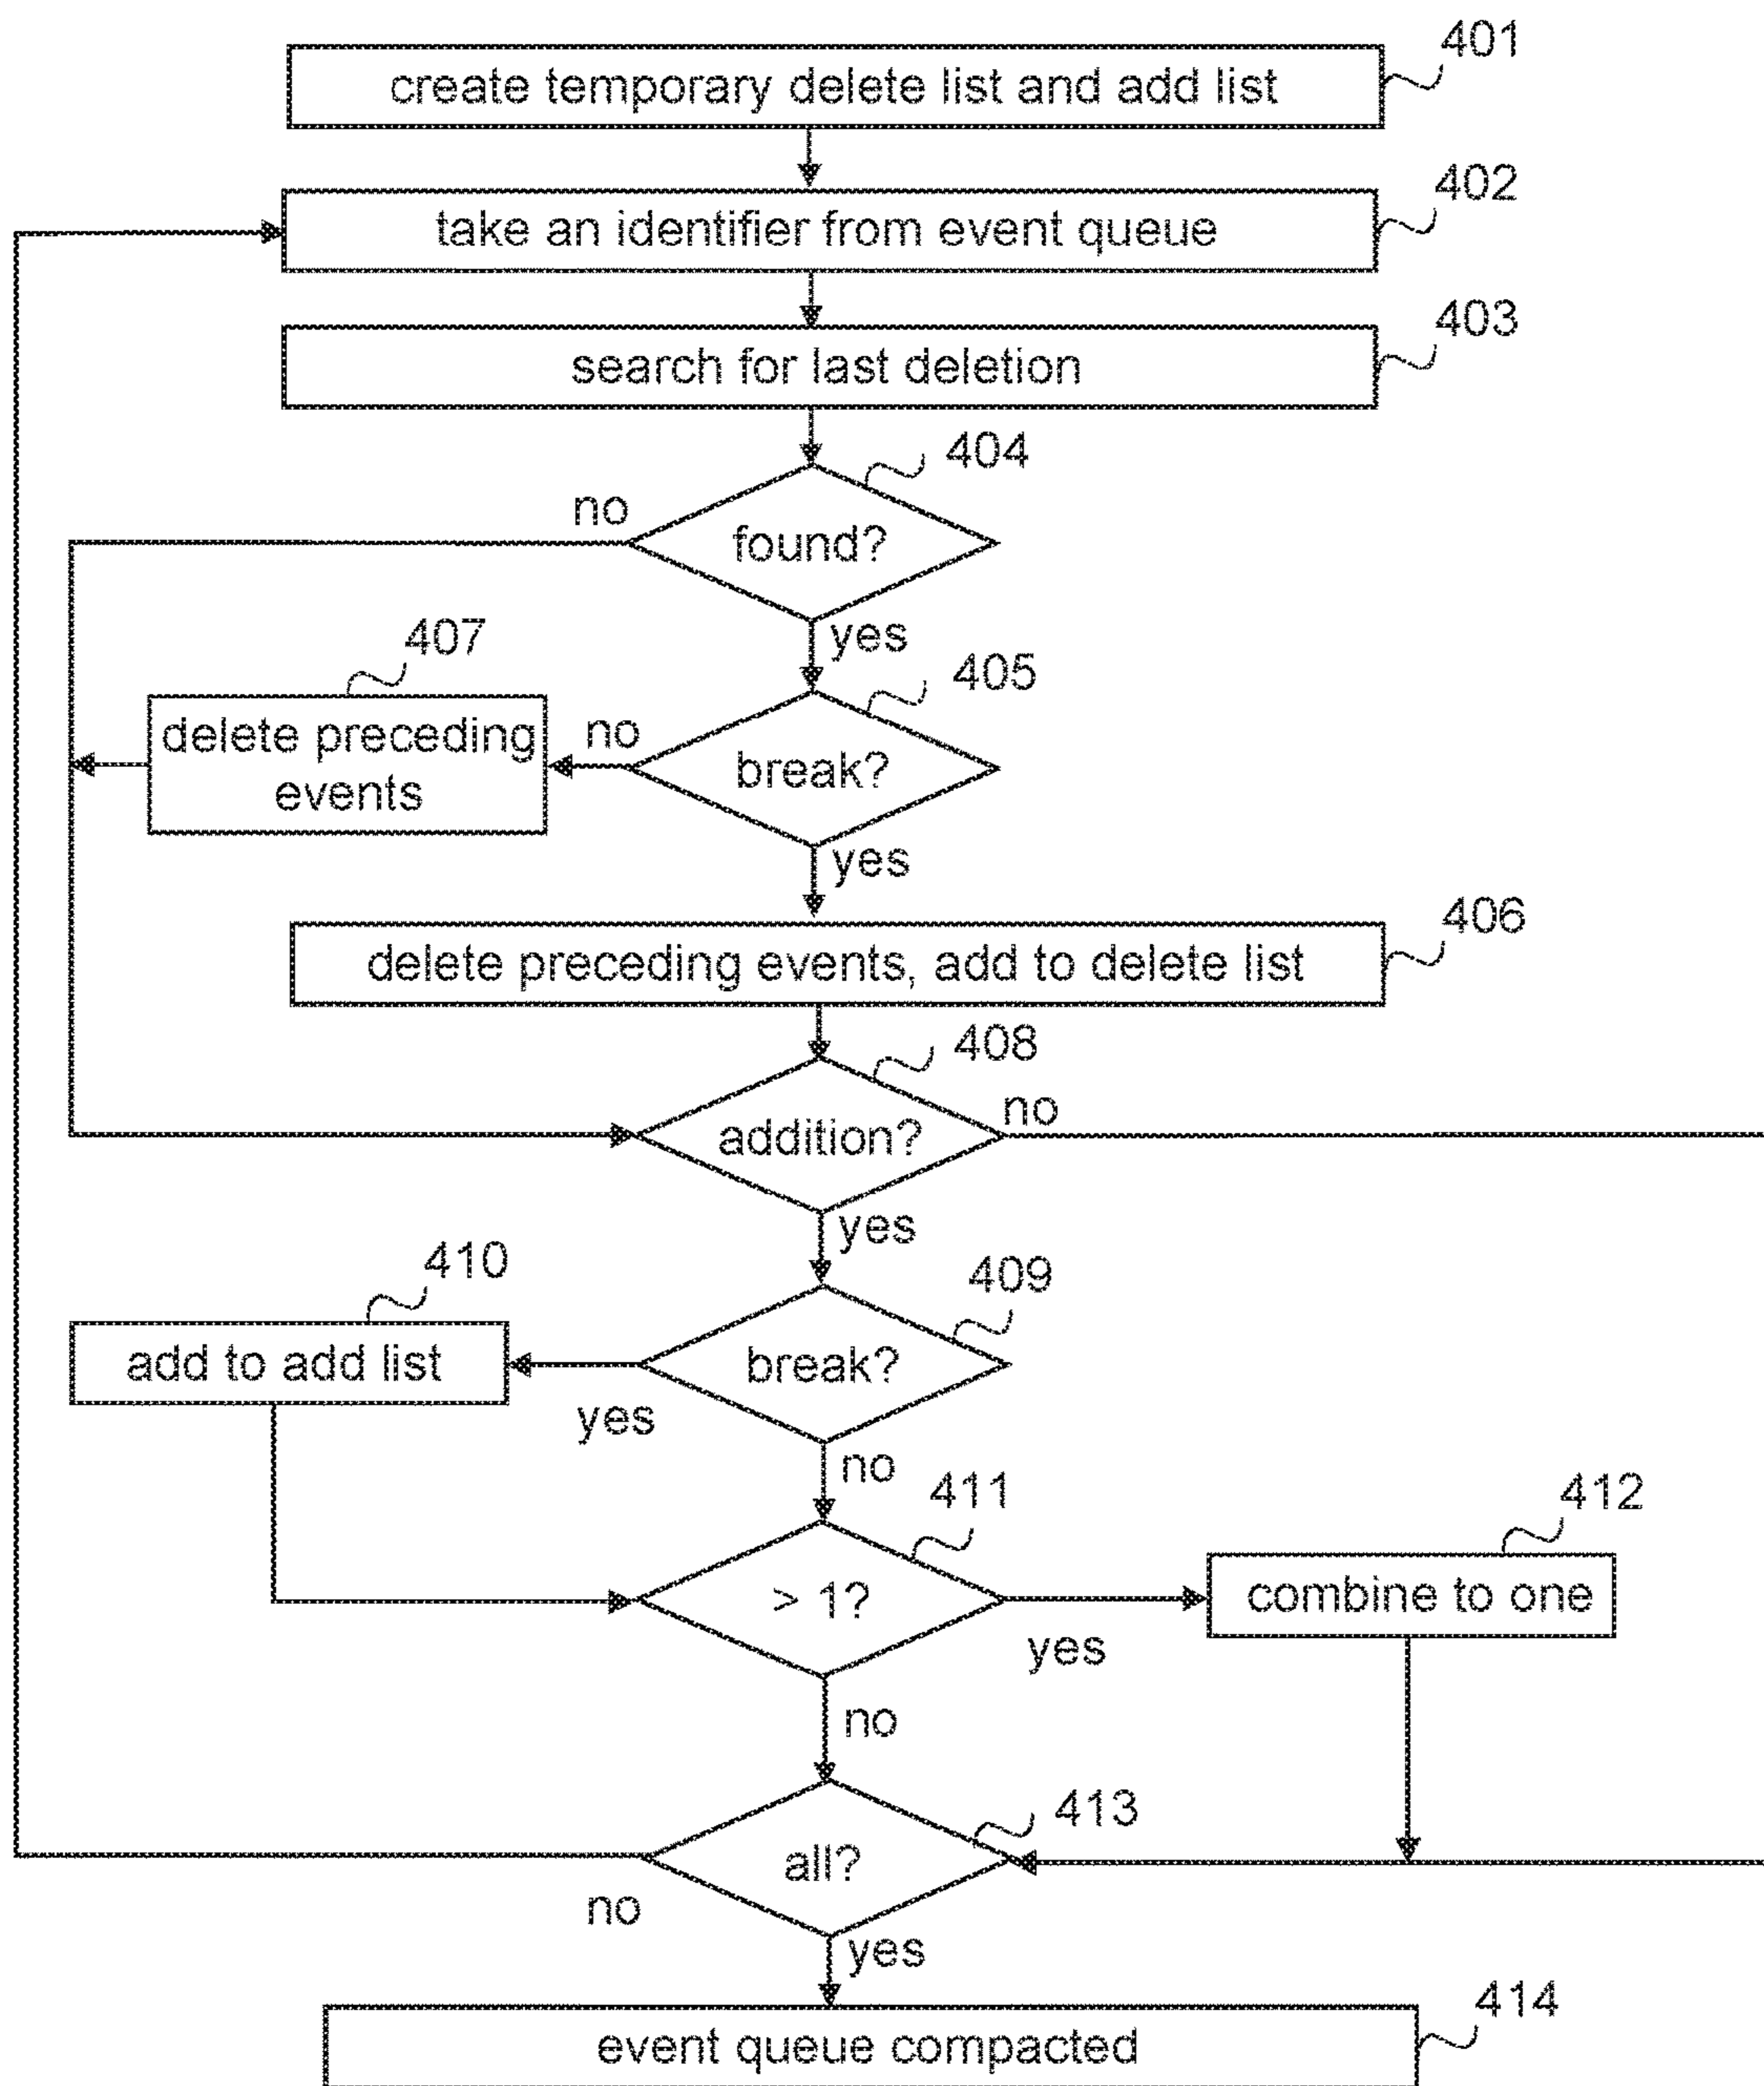 401
create temporary delete list and add list
402
take an identifier from event queue
403
search for last deletion
404
no
found?
yes
407
405
delete preceding
events
no
break?
yes
406
delete preceding events, add to delete list
408
no
addition?
yes
410
409
add to add list
break?
yes
no
411
412
> 1?
combine to one
yes
no
413
all?
no
yes
414
event queue compacted